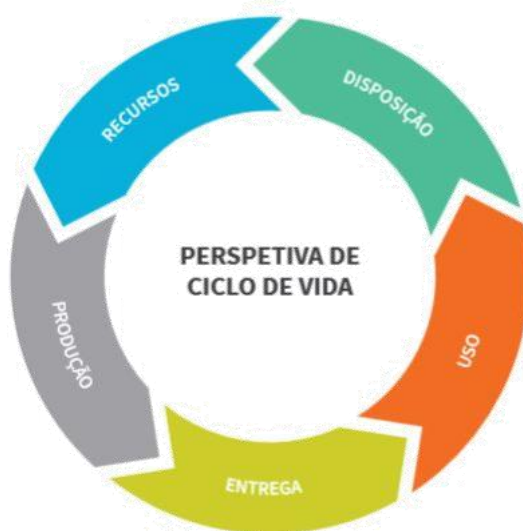 RECURSOS
DISPOSIÇÃO
PERSPETIVA DE
CICLO DE VIDA
PRODUÇÃO
USO
ENTREGA